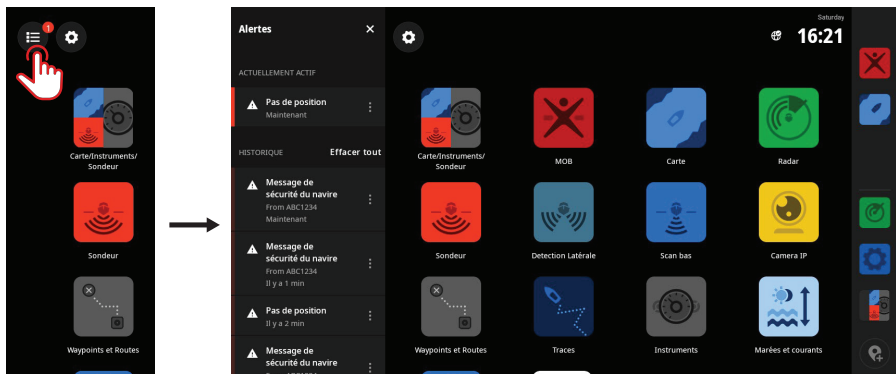 1
Carte/Instruments/
Sondeur
Sondeur
Waypoints et Routes
Alertes
ACTUELLEMENT ACTIF
Pas de position
Maintenant
HISTORIQUE Effacer tout
Message de
sécurité du navire
From ABC1234
Maintenant
Message de
sécurité du navire
From ABC1234
Il y a 1 min
Pas de position
Il y a 2 min
Message de
sécurité du navire
Saturday
16:21
Carte/Instruments/
Sondeur
MOB
Carte
Radar
Sondeur
Detection Latérale
Scan bas
Camera IP
Waypoints et Routes
Traces
Instruments
Marées et courants